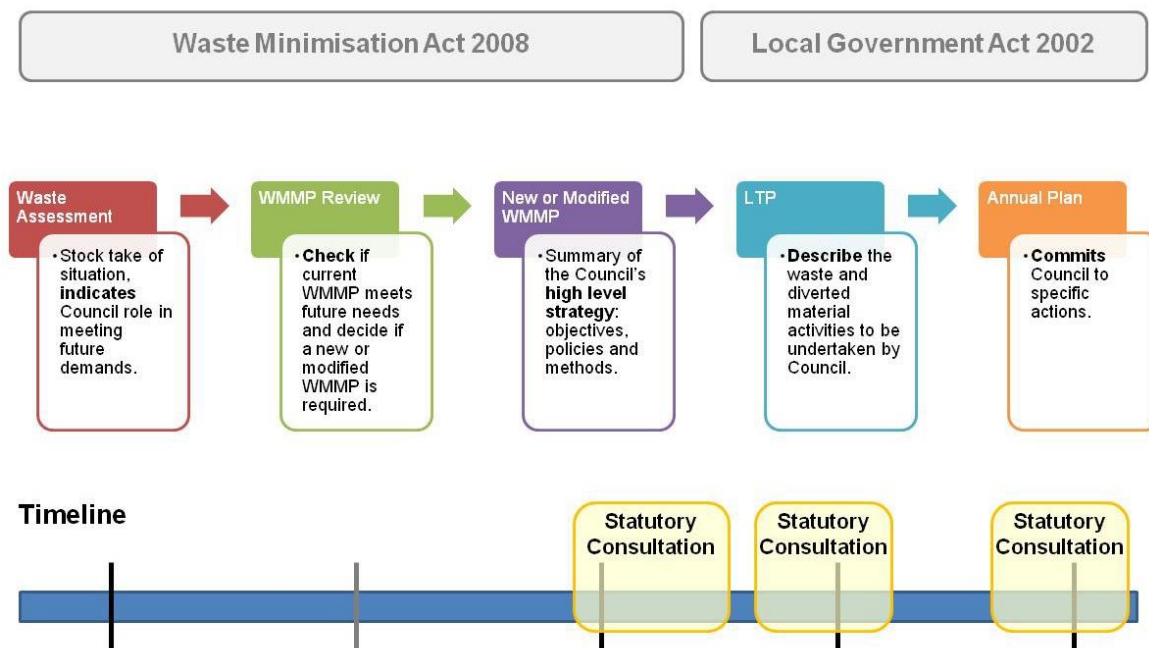 Waste Minimisation Act 2008
Local Government Act 2002
Waste
Assessment
•Stock take of
situation,
indicates
Council role in
meeting
future
demands.
WMMP Review
•Check if
current
WMMP meets
future needs
and decide if
a new or
modified
WMMP is
required.
New or Modified
WMMP
•Summary of
the Council's
high level
strategy:
objectives,
policies and
methods.
LTP
•Describe the
waste and
diverted
material
activities to be
undertaken by
Council.
Annual Plan
•Commits
Council to
specific
actions.
Timeline
Statutory
Consultation
Statutory
Consultation
Statutory
Consultation